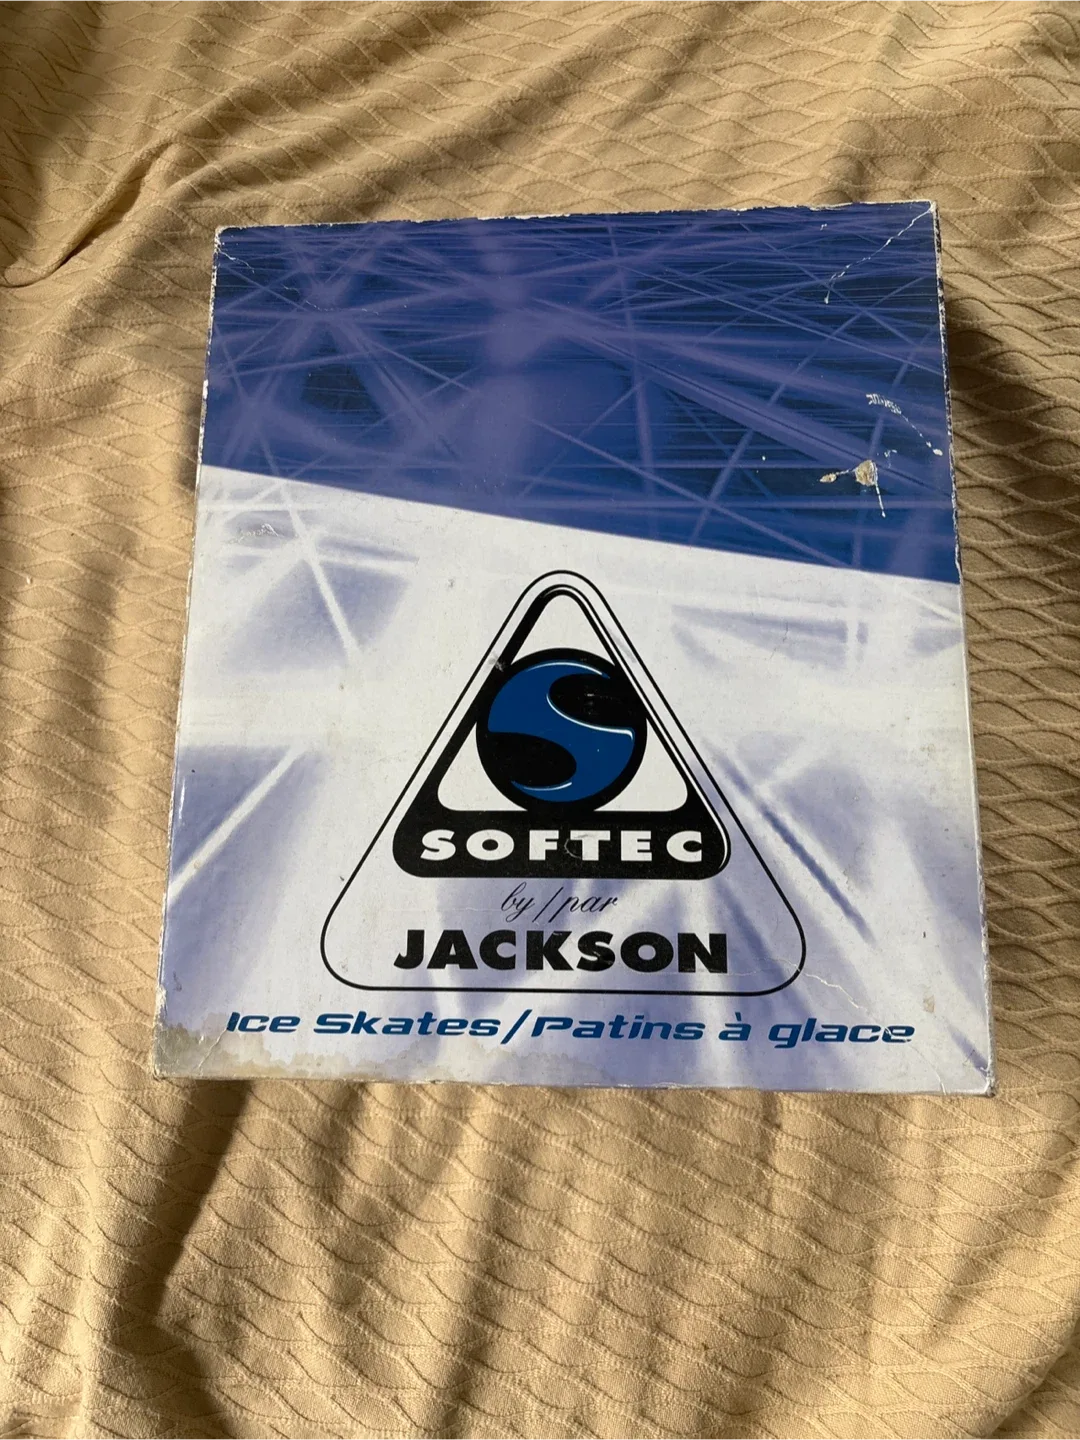 SOFTEC
by/par
JACKSON
Ice Skates/Patins à glace